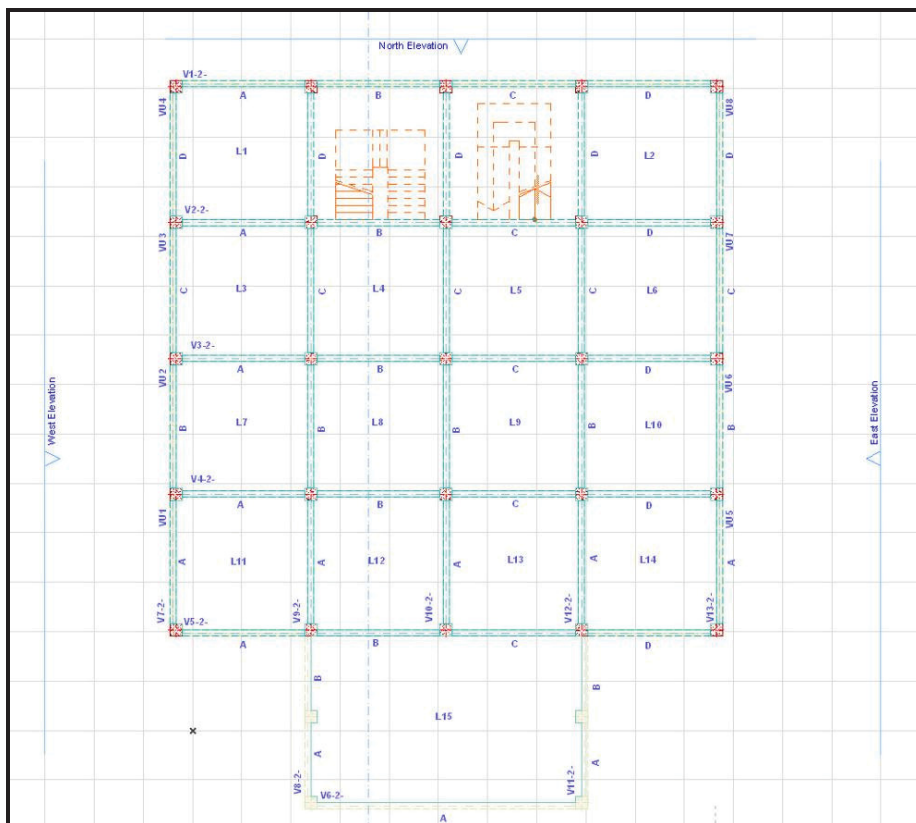 North Elevation
V1-2-
A B C D
VU4 VU8
D L1 D D D L2 D
V2-2-
A B C D
VU3 VU7
C L3 C L4 C L5 C L6 C
V3-2-
A B C D
VU2 VU6
West Elevation
East Elevation
B L7 B L8 B L9 B L10 B
V4-2-
A B C D
VU1 VU5
A L11 A L12 A L13 A L14 A
V7-2- V5-2- V9-2- V10-2- V12-2- V13-2-
A B C D
B B
L15
A A
V8-2- V6-2- V11-2-
A